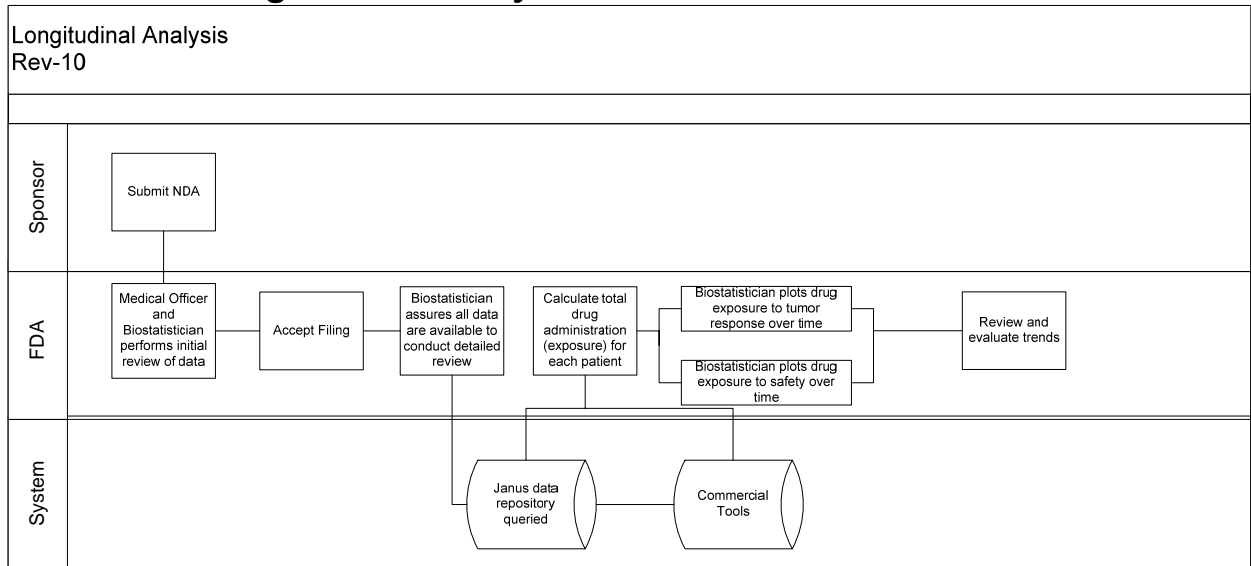 Longitudinal Analysis
Rev-10
Sponsor
Submit NDA
FDA
Medical Officer
and
Biostatistician
performs initial
review of data
Accept Filing
Biostatistician
assures all data
are available to
conduct detailed
review
Calculate total
drug
administration
(exposure) for
each patient
Biostatistician plots drug
exposure to tumor
response over time
Biostatistician plots drug
exposure to safety over
time
Review and
evaluate trends
System
Janus data
repository
queried
Commercial
Tools